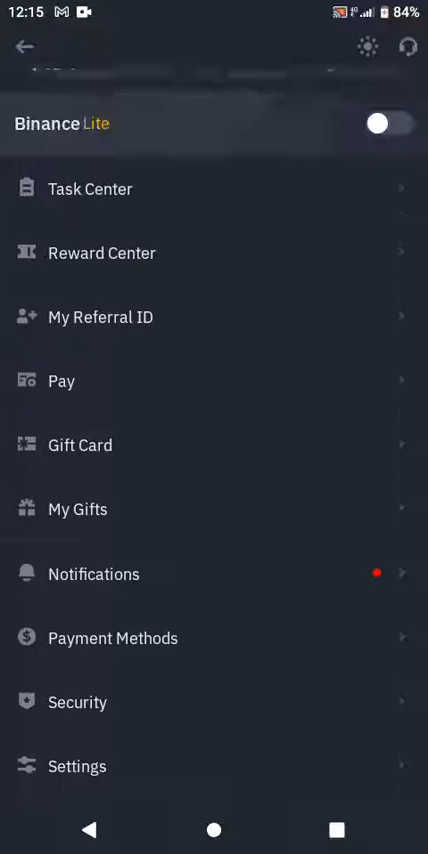 12:15
84%
Binance Lite
Task Center
Reward Center
My Referral ID
Pay
Gift Card
My Gifts
Notifications
Payment Methods
Security
Settings